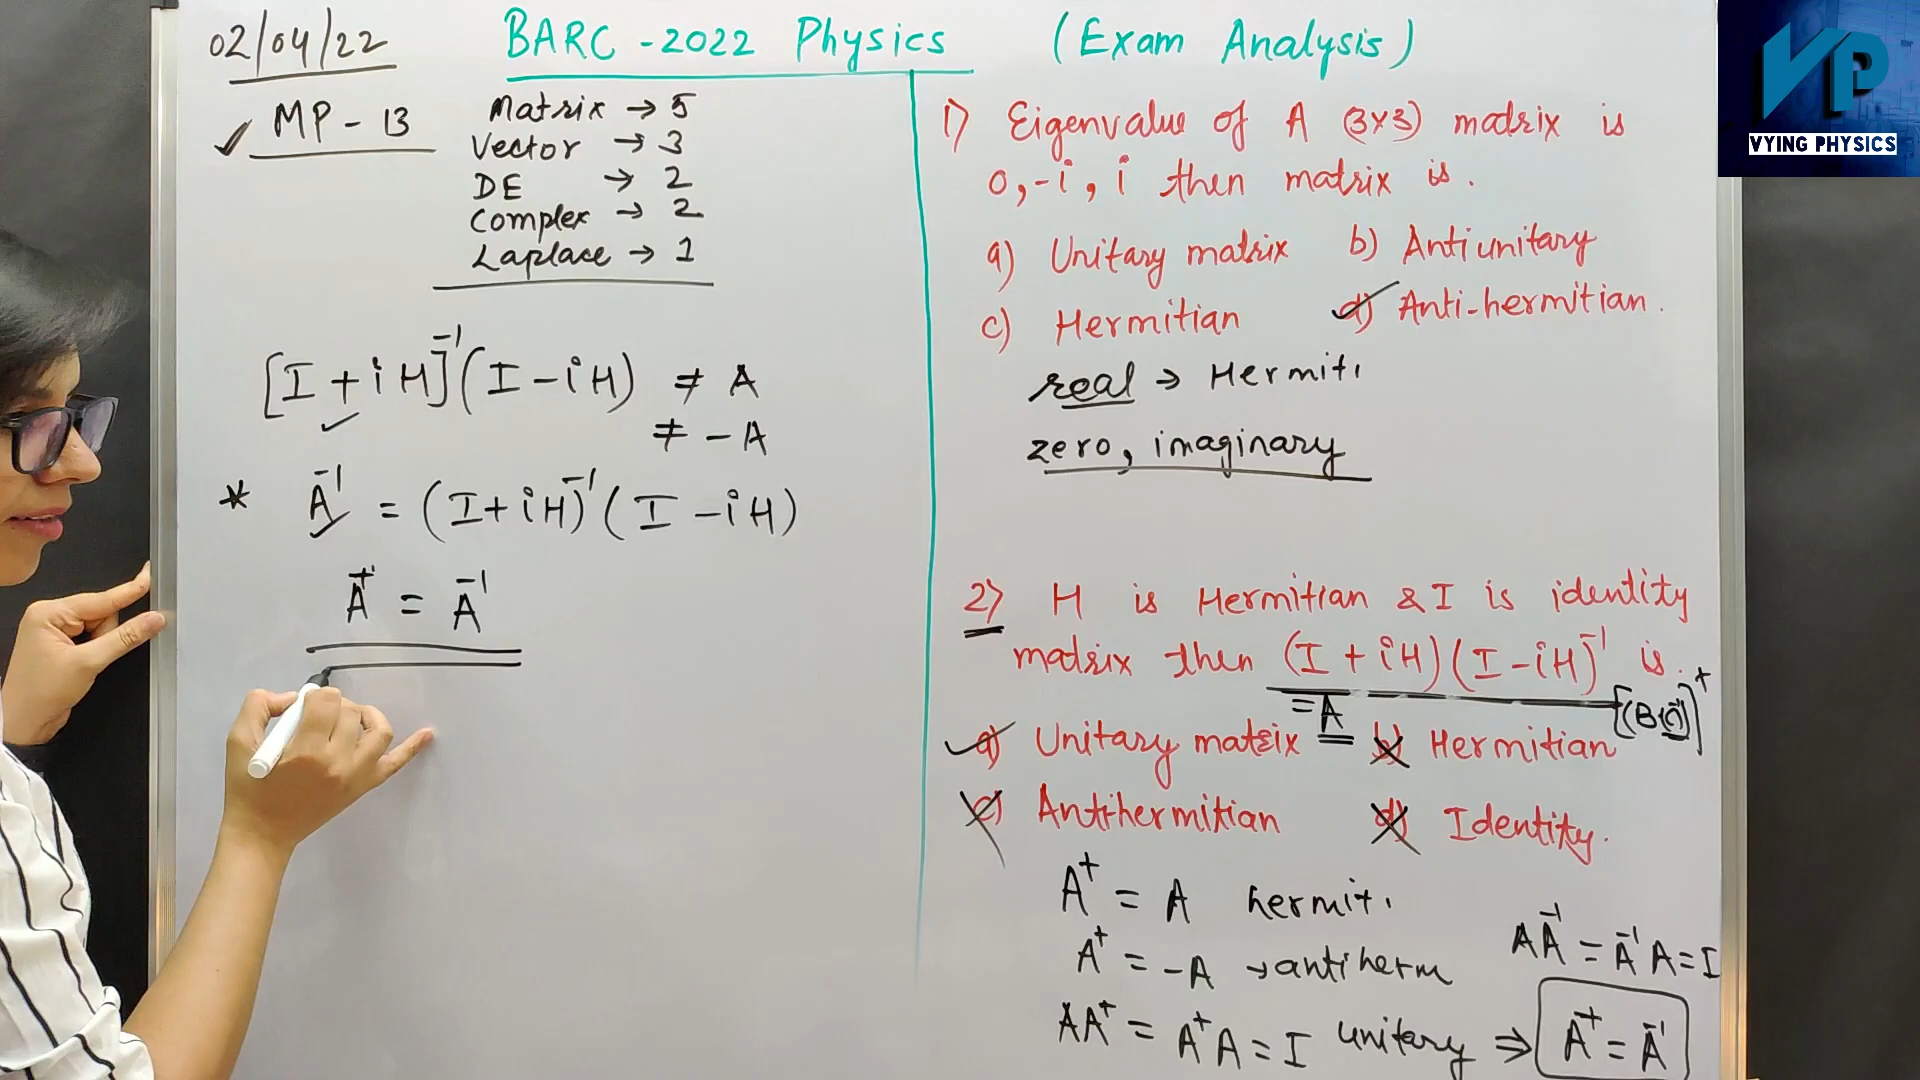 02/04/22
BARC - 2022 Physics (Exam Analysis)
VP
VYING PHYSICS
✓ MP - 13
Matrix → 5
Vector → 3
DE → 2
Complex → 2
Laplace → 1
[I + iH]⁻¹(I - iH) ≠ A
≠ - A
* A⁻¹ = (I + iH)⁻¹(I - iH)
A⁺ = A⁻¹
1) Eigenvalue of A (3×3) matrix is
0, -i, i then matrix is.
a) Unitary matrix b) Antiunitary
c) Hermitian d) Anti-hermitian.
real → Hermiti
zero, imaginary
2) H is Hermitian & I is identity
matrix then (I + iH)(I - iH)⁻¹ is.
= A
a) Unitary matrix b) Hermitian
c) Antihermitian d) Identity.
A⁺ = A hermiti
A⁺ = -A → antiherm
AA⁻¹ = A⁻¹A = I
AA⁺ = A⁺A = I unitary ⇒ A⁺ = A⁻¹